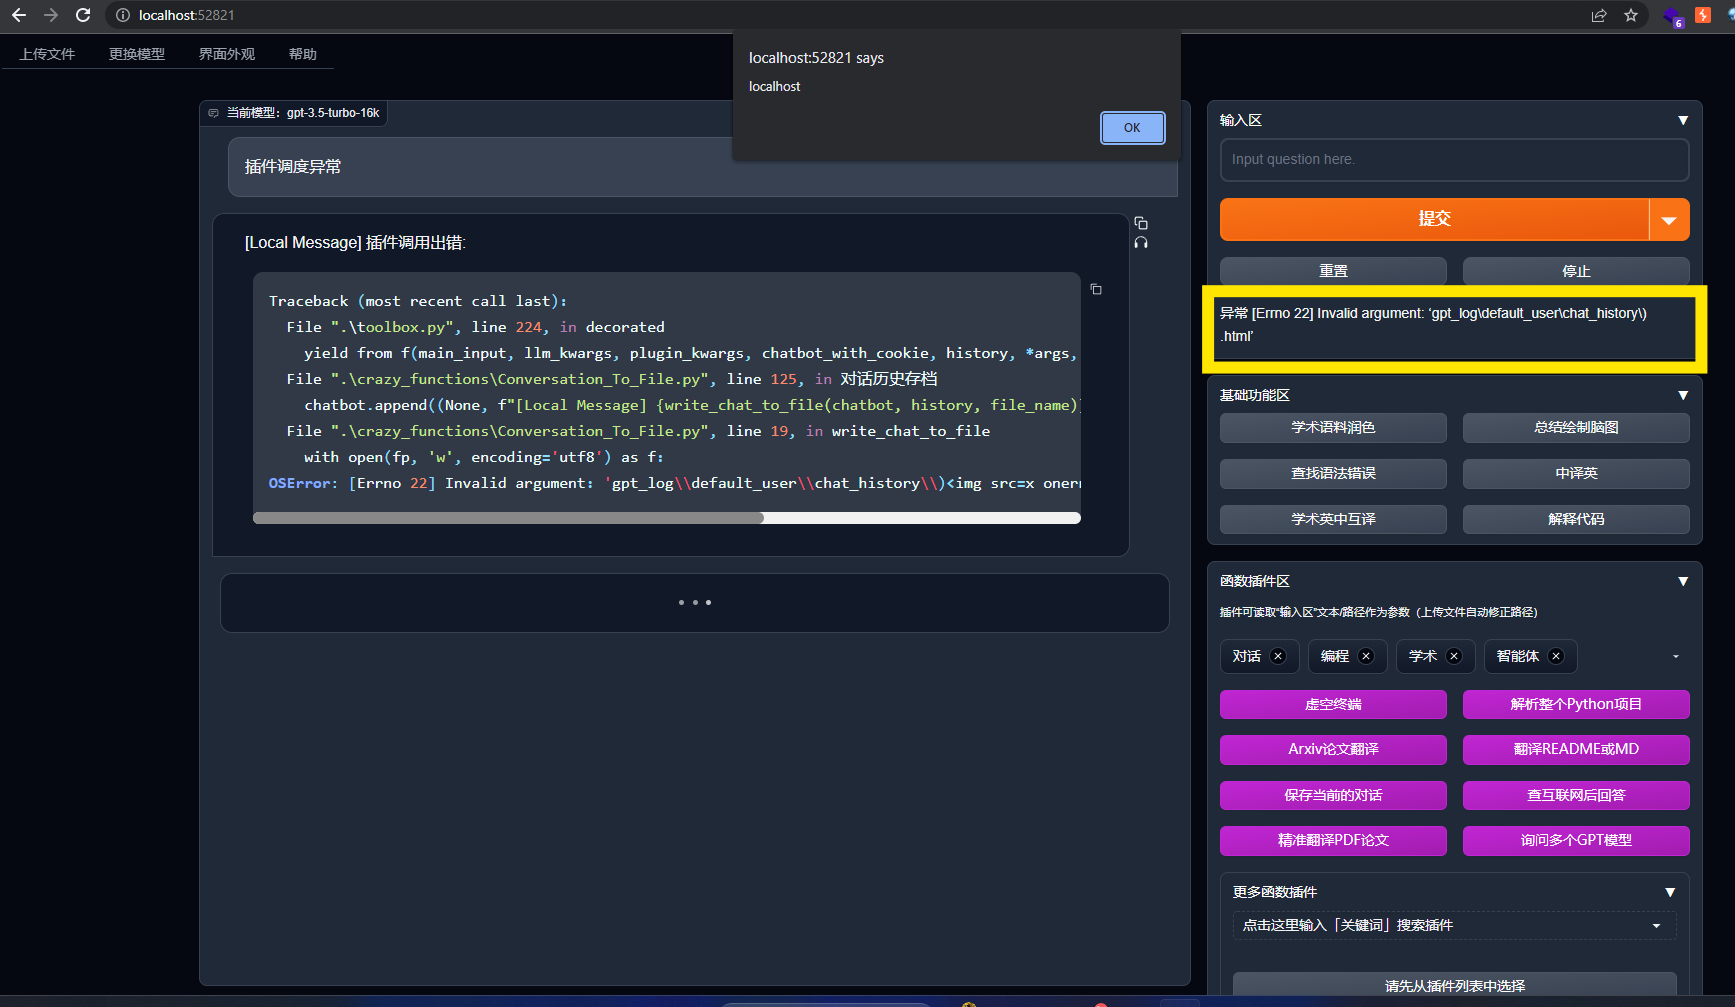 localhost:52821
6
上传文件
更换模型
界面外观
帮助
localhost:52821 says
localhost
OK
当前模型：gpt-3.5-turbo-16k
插件调度异常
[Local Message] 插件调用出错:
Traceback (most recent call last):
File ".\toolbox.py", line 224, in decorated
yield from f(main_input, llm_kwargs, plugin_kwargs, chatbot_with_cookie, history, *args,
File ".\crazy_functions\Conversation_To_File.py", line 125, in 对话历史存档
chatbot.append((None, f"[Local Message] {write_chat_to_file(chatbot, history, file_name)}
File ".\crazy_functions\Conversation_To_File.py", line 19, in write_chat_to_file
with open(fp, 'w', encoding='utf8') as f:
OSError: [Errno 22] Invalid argument: 'gpt_log\\default_user\\chat_history\\)<img src=x onerr
输入区
Input question here.
提交
重置
停止
异常 [Errno 22] Invalid argument: ‘gpt_log\default_user\chat_history\)
.html’
基础功能区
学术语料润色
总结绘制脑图
查找语法错误
中译英
学术英中互译
解释代码
函数插件区
插件可读取“输入区”文本/路径作为参数（上传文件自动修正路径）
对话
编程
学术
智能体
虚空终端
解析整个Python项目
Arxiv论文翻译
翻译README或MD
保存当前的对话
查互联网后回答
精准翻译PDF论文
询问多个GPT模型
更多函数插件
点击这里输入「关键词」搜索插件
请先从插件列表中选择